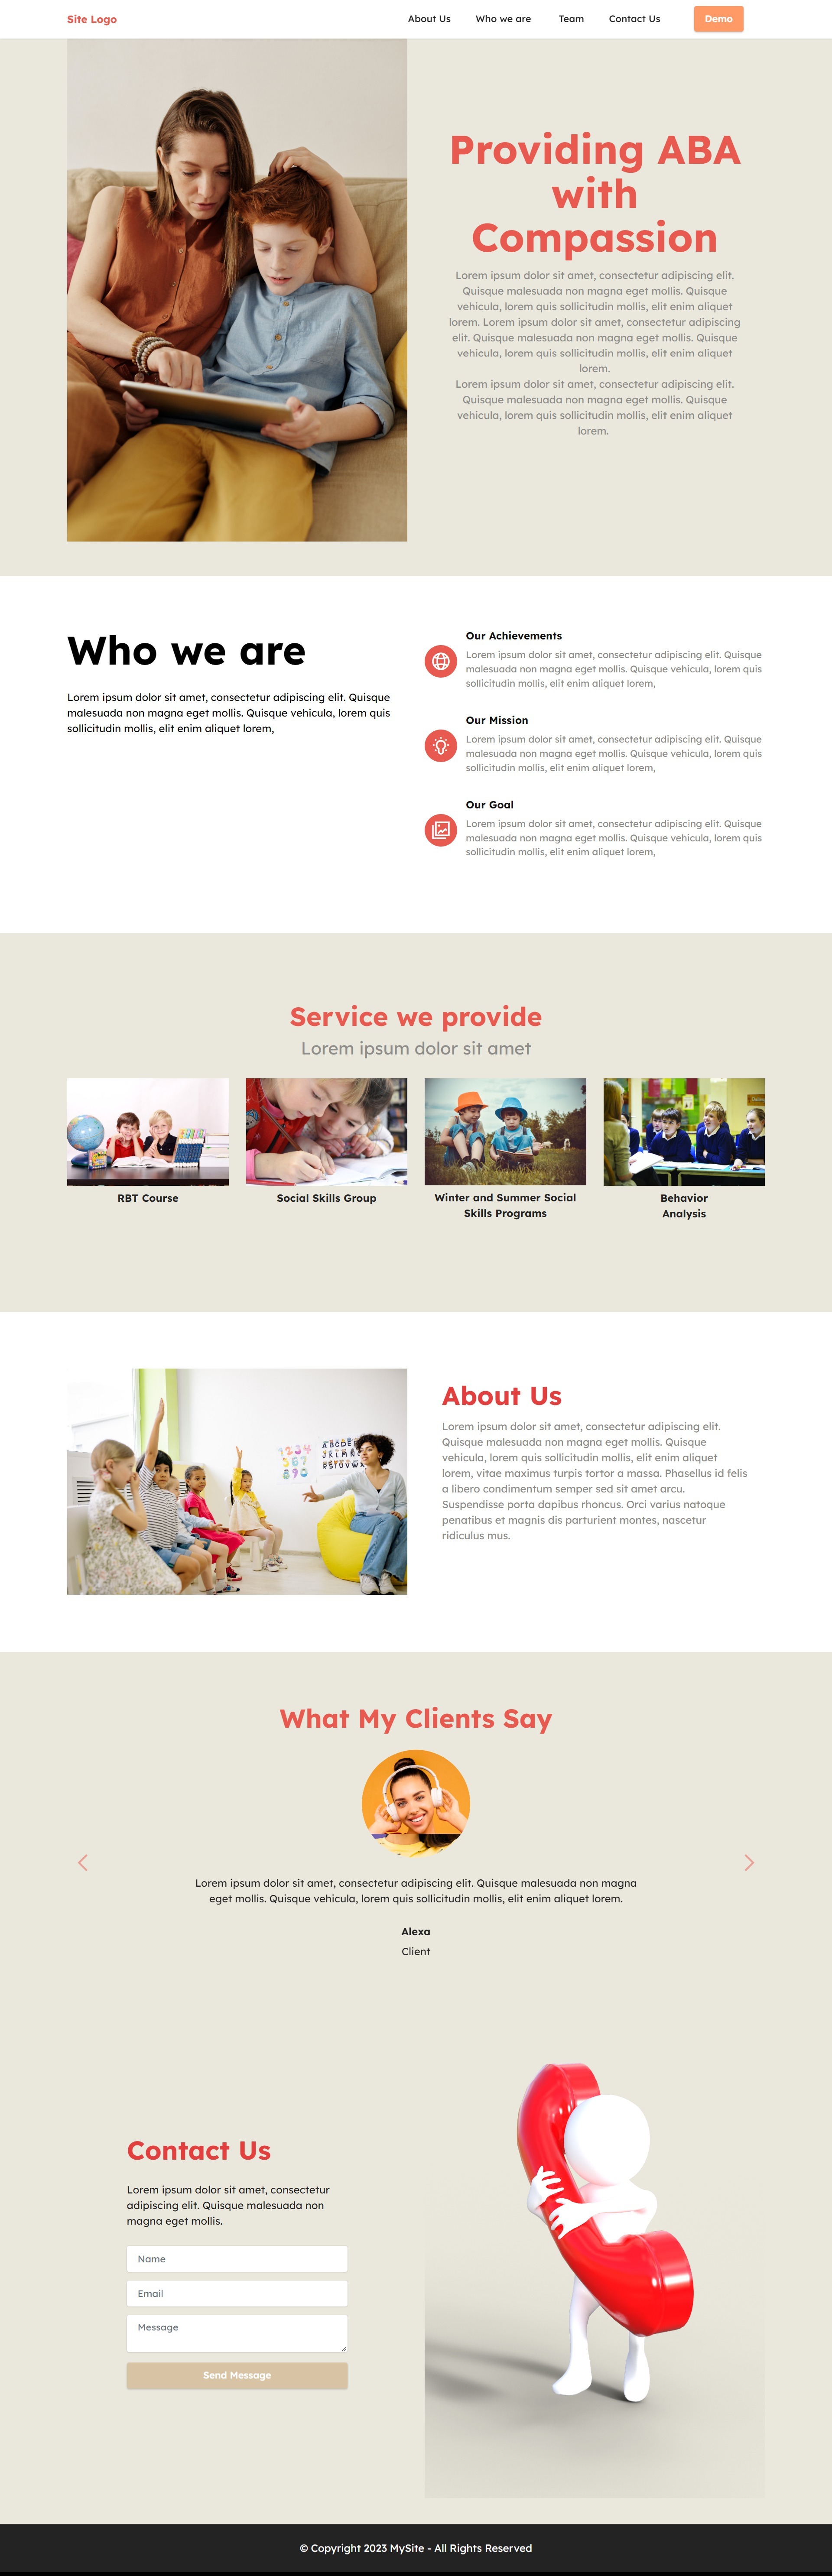 Site Logo
About Us
Who we are
Team
Contact Us
Demo
Providing ABA
with
Compassion
Lorem ipsum dolor sit amet, consectetur adipiscing elit.
Quisque malesuada non magna eget mollis. Quisque
vehicula, lorem quis sollicitudin mollis, elit enim aliquet
lorem. Lorem ipsum dolor sit amet, consectetur adipiscing
elit. Quisque malesuada non magna eget mollis. Quisque
vehicula, lorem quis sollicitudin mollis, elit enim aliquet
lorem.
Lorem ipsum dolor sit amet, consectetur adipiscing elit.
Quisque malesuada non magna eget mollis. Quisque
vehicula, lorem quis sollicitudin mollis, elit enim aliquet
lorem.
Who we are
Lorem ipsum dolor sit amet, consectetur adipiscing elit. Quisque
malesuada non magna eget mollis. Quisque vehicula, lorem quis
sollicitudin mollis, elit enim aliquet lorem,
Our Achievements
Lorem ipsum dolor sit amet, consectetur adipiscing elit. Quisque
malesuada non magna eget mollis. Quisque vehicula, lorem quis
sollicitudin mollis, elit enim aliquet lorem,
Our Mission
Lorem ipsum dolor sit amet, consectetur adipiscing elit. Quisque
malesuada non magna eget mollis. Quisque vehicula, lorem quis
sollicitudin mollis, elit enim aliquet lorem,
Our Goal
Lorem ipsum dolor sit amet, consectetur adipiscing elit. Quisque
malesuada non magna eget mollis. Quisque vehicula, lorem quis
sollicitudin mollis, elit enim aliquet lorem,
Service we provide
Lorem ipsum dolor sit amet
RBT Course
Social Skills Group
Winter and Summer Social
Skills Programs
Behavior
Analysis
About Us
Lorem ipsum dolor sit amet, consectetur adipiscing elit.
Quisque malesuada non magna eget mollis. Quisque
vehicula, lorem quis sollicitudin mollis, elit enim aliquet
lorem, vitae maximus turpis tortor a massa. Phasellus id felis
a libero condimentum semper sed sit amet arcu.
Suspendisse porta dapibus rhoncus. Orci varius natoque
penatibus et magnis dis parturient montes, nascetur
ridiculus mus.
What My Clients Say
Lorem ipsum dolor sit amet, consectetur adipiscing elit. Quisque malesuada non magna
eget mollis. Quisque vehicula, lorem quis sollicitudin mollis, elit enim aliquet lorem.
Alexa
Client
Contact Us
Lorem ipsum dolor sit amet, consectetur
adipiscing elit. Quisque malesuada non
magna eget mollis.
Name
Email
Message
Send Message
© Copyright 2023 MySite - All Rights Reserved